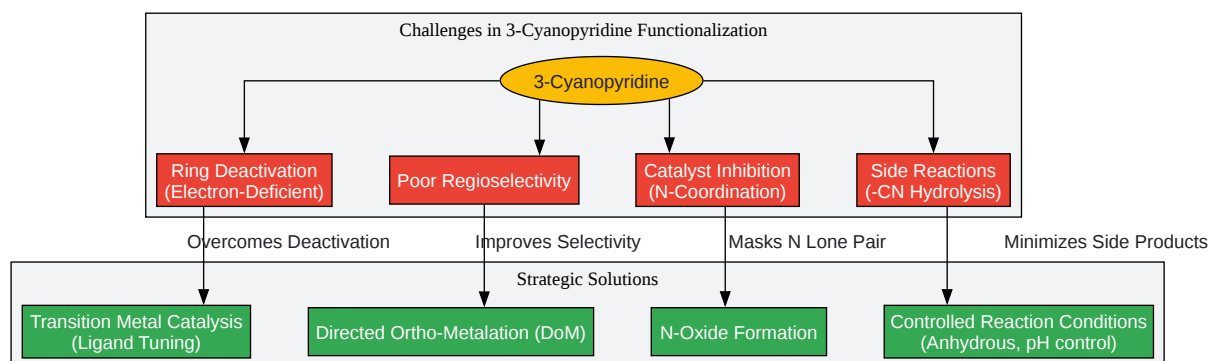 Challenges in 3-Cyanopyridine Functionalization
3-Cyanopyridine
Ring Deactivation
(Electron-Deficient)
Poor Regioselectivity
Catalyst Inhibition
(N-Coordination)
Side Reactions
(-CN Hydrolysis)
Overcomes Deactivation
Improves Selectivity
Masks N Lone Pair
Minimizes Side Products
Strategic Solutions
Transition Metal Catalysis
(Ligand Tuning)
Directed Ortho-Metalation (DoM)
N-Oxide Formation
Controlled Reaction Conditions
(Anhydrous, pH control)